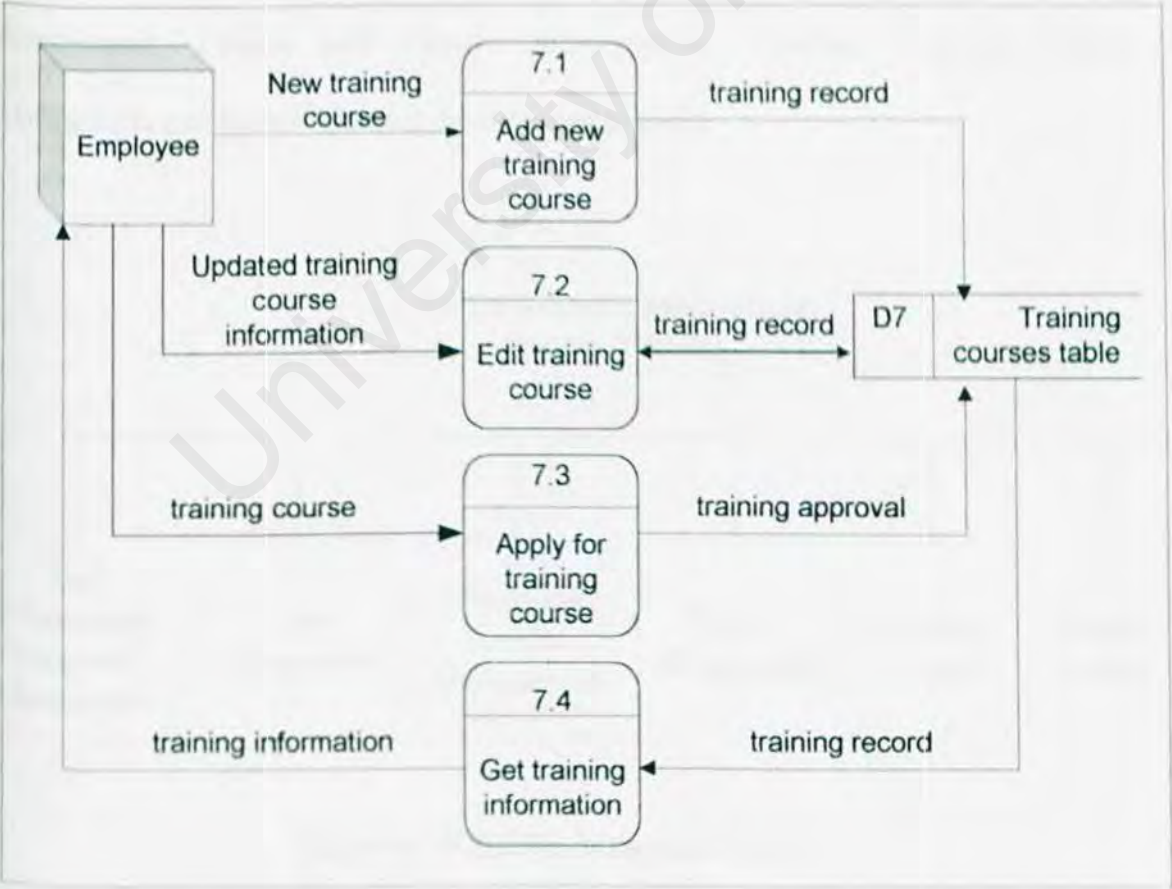 Employee
New training
course
7.1
Add new
training
course
training record
Updated training
course
information
7.2
Edit training
course
training record
D7
Training
courses table
training course
7.3
Apply for
training
course
training approval
training information
7.4
Get training
information
training record
University of